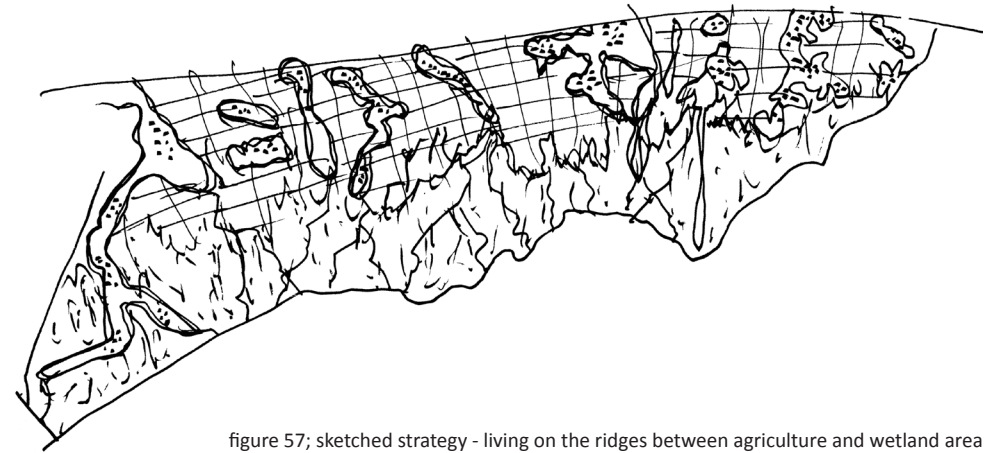 figure 57; sketched strategy - living on the ridges between agriculture and wetland area